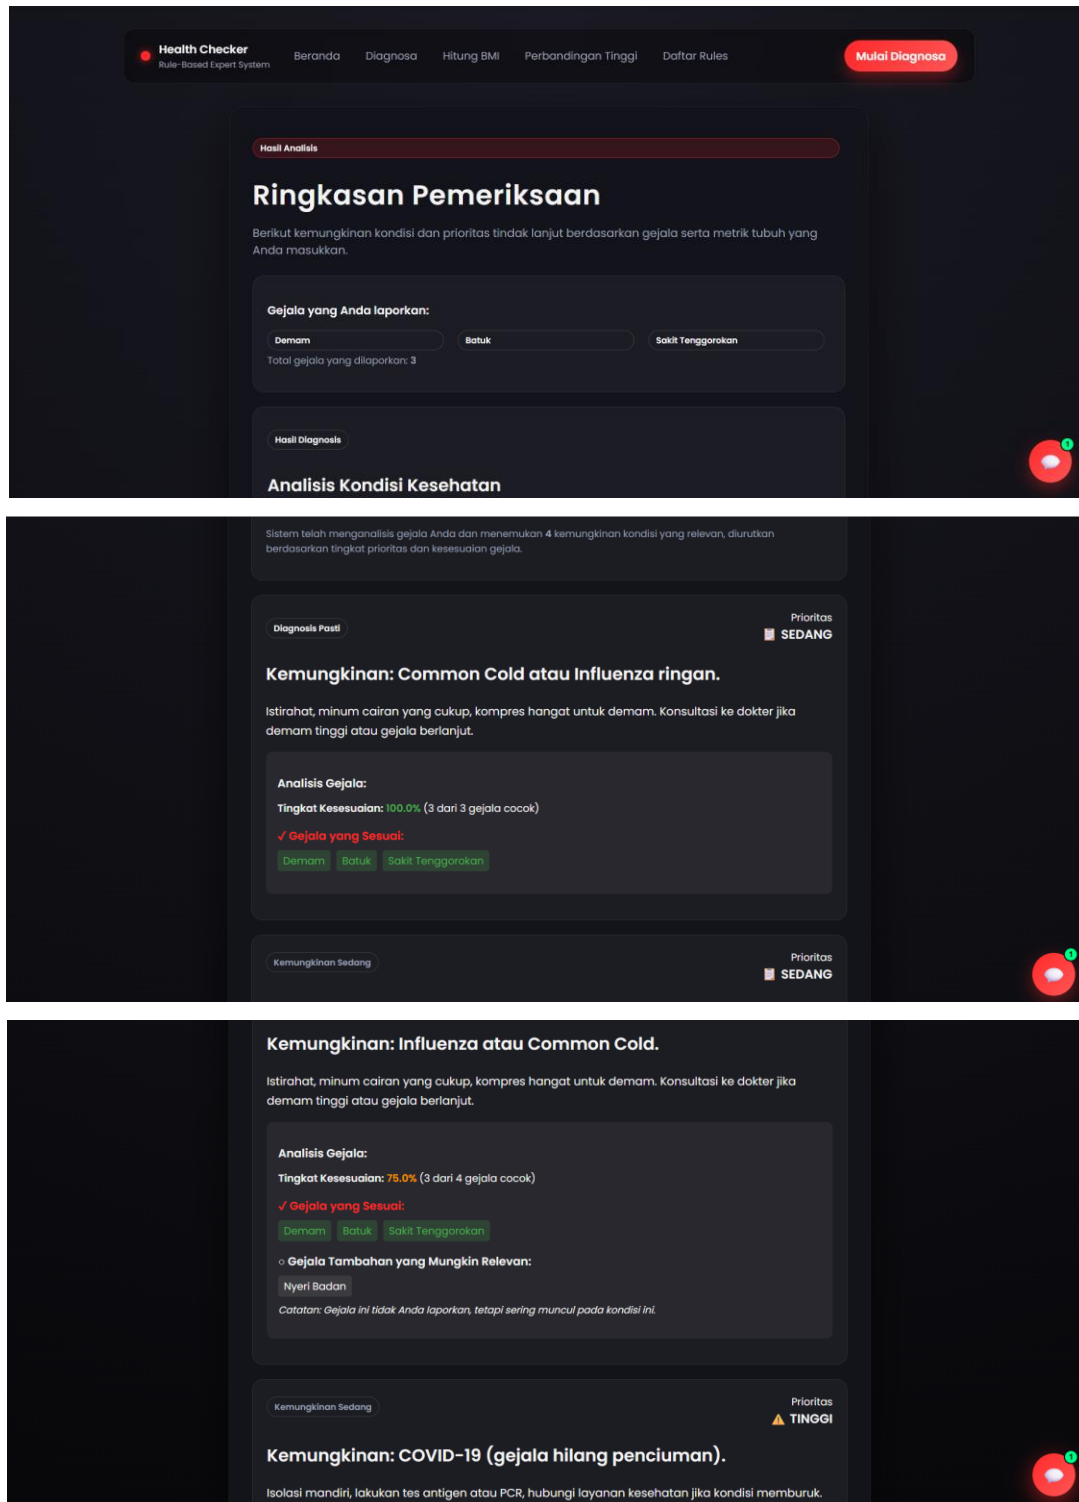 Health Checker
Rule-Based Expert System
Beranda
Diagnosa
Hitung BMI
Perbandingan Tinggi
Daftar Rules
Mulai Diagnosa
Hasil Analisis
Ringkasan Pemeriksaan
Berikut kemungkinan kondisi dan prioritas tindak lanjut berdasarkan gejala serta metrik tubuh yang
Anda masukkan.
Gejala yang Anda laporkan:
Demam
Batuk
Sakit Tenggorokan
Total gejala yang dilaporkan: 3
Hasil Diagnosis
Analisis Kondisi Kesehatan
1
Sistem telah menganalisis gejala Anda dan menemukan 4 kemungkinan kondisi yang relevan, diurutkan
berdasarkan tingkat prioritas dan kesesuaian gejala.
Diagnosis Pasti
Prioritas
SEDANG
Kemungkinan: Common Cold atau Influenza ringan.
Istirahat, minum cairan yang cukup, kompres hangat untuk demam. Konsultasi ke dokter jika
demam tinggi atau gejala berlanjut.
Analisis Gejala:
Tingkat Kesesuaian: 100.0% (3 dari 3 gejala cocok)
✓ Gejala yang Sesuai:
Demam
Batuk
Sakit Tenggorokan
Kemungkinan Sedang
Prioritas
SEDANG
1
Kemungkinan: Influenza atau Common Cold.
Istirahat, minum cairan yang cukup, kompres hangat untuk demam. Konsultasi ke dokter jika
demam tinggi atau gejala berlanjut.
Analisis Gejala:
Tingkat Kesesuaian: 75.0% (3 dari 4 gejala cocok)
✓ Gejala yang Sesuai:
Demam
Batuk
Sakit Tenggorokan
○ Gejala Tambahan yang Mungkin Relevan:
Nyeri Badan
Catatan: Gejala ini tidak Anda laporkan, tetapi sering muncul pada kondisi ini.
Kemungkinan Sedang
Prioritas
⚠ TINGGI
Kemungkinan: COVID-19 (gejala hilang penciuman).
Isolasi mandiri, lakukan tes antigen atau PCR, hubungi layanan kesehatan jika kondisi memburuk.
1